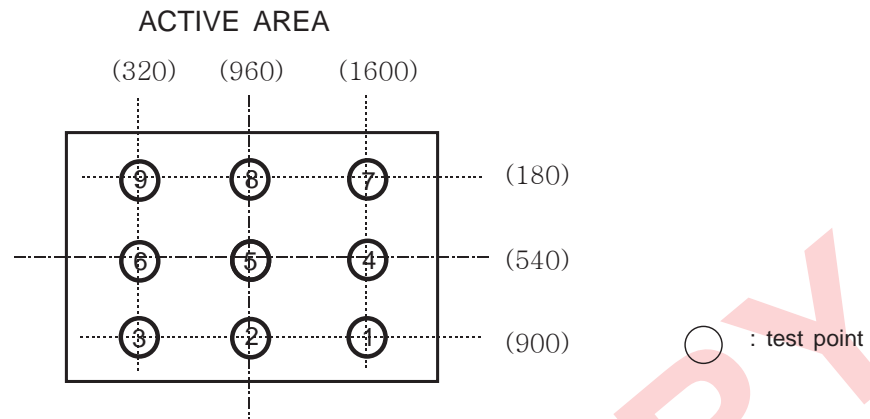 ACTIVE AREA
(320) (960) (1600)
9 8 7 (180)
6 5 4 (540)
3 2 1 (900)
: test point
PY